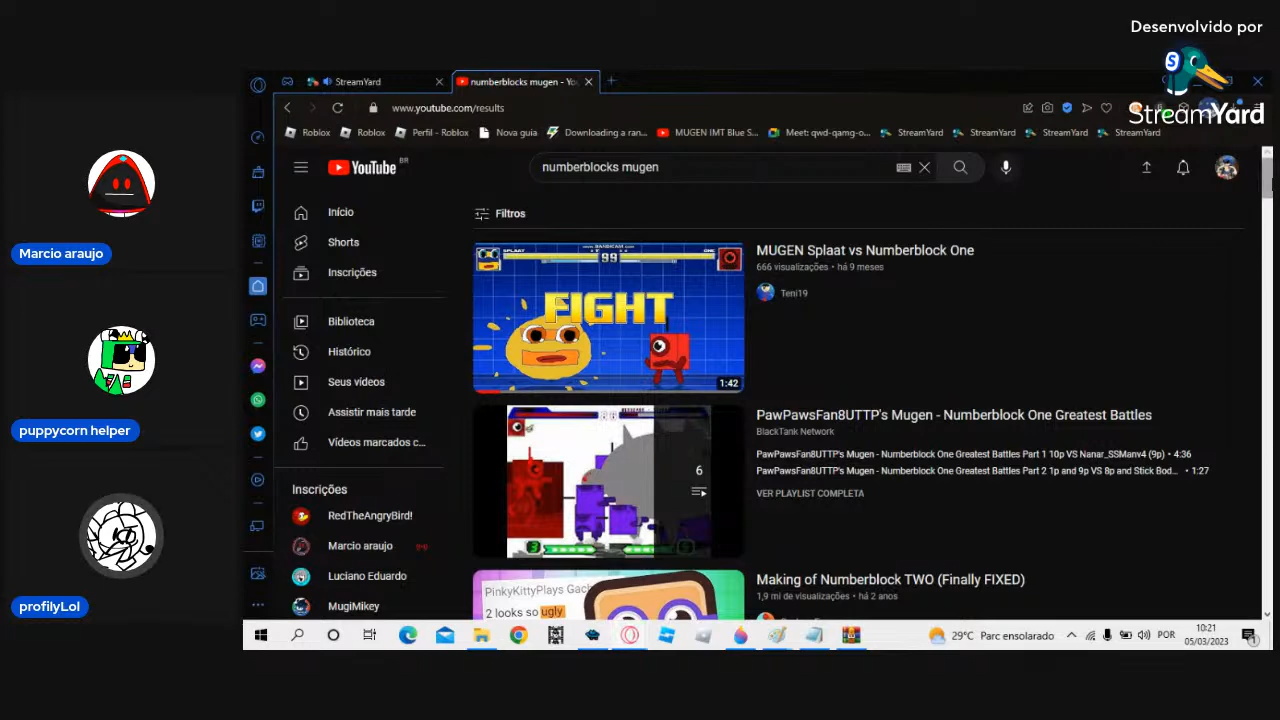 Desenvolvido por
StreamYard
StreamYard
numberblocks mugen - Yo
www.youtube.com/results
Roblox
Roblox
Perfil - Roblox
Nova guia
Downloading a ran...
MUGEN IMT Blue S...
Meet: qwd-qamg-o...
StreamYard
StreamYard
StreamYard
StreamYard
YouTube BR
numberblocks mugen
Início
Shorts
Inscrições
Biblioteca
Histórico
Seus vídeos
Assistir mais tarde
Vídeos marcados c...
Inscrições
RedTheAngryBird!
Marcio araujo
Luciano Eduardo
MugiMikey
Filtros
SPLAAT
99
ONE
FIGHT
1:42
MUGEN Splaat vs Numberblock One
666 visualizações • há 9 meses
Teni19
6
3
PawPawsFan8UTTP's Mugen - Numberblock One Greatest Battles
BlackTank Network
PawPawsFan8UTTP's Mugen - Numberblock One Greatest Battles Part 1 10p VS Nanar_SSManv4 (9p) • 4:36
PawPawsFan8UTTP's Mugen - Numberblock One Greatest Battles Part 2 1p and 9p VS 8p and Stick Bod... • 1:27
VER PLAYLIST COMPLETA
PinkyKittyPlays Gach
2 looks so ugly
Making of Numberblock TWO (Finally FIXED)
1,9 mi de visualizações • há 2 anos
Marcio araujo
puppycorn helper
profilyLol
29°C Parc ensolarado
POR
10:21
05/03/2023